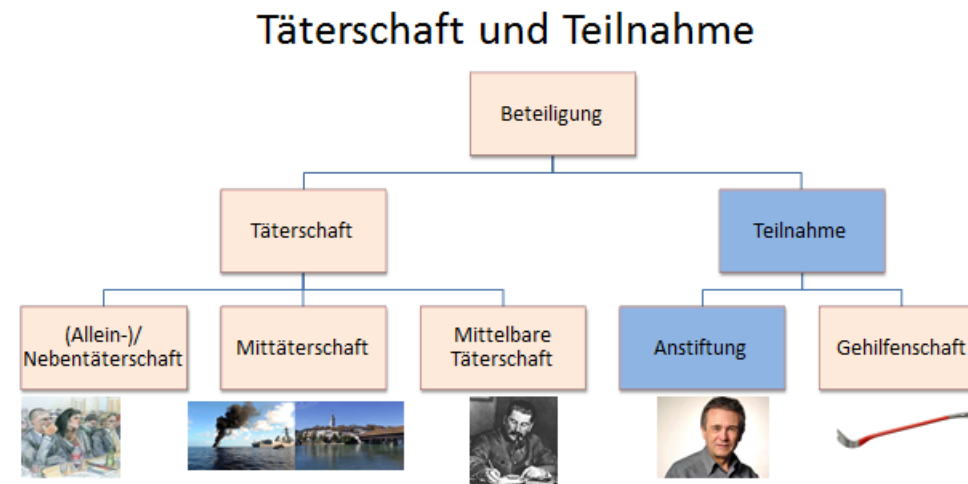 Täterschaft und Teilnahme
Beteiligung
Täterschaft
Teilnahme
(Allein-)/
Nebentäterschaft
Mittäterschaft
Mittelbare
Täterschaft
Anstiftung
Gehilfenschaft